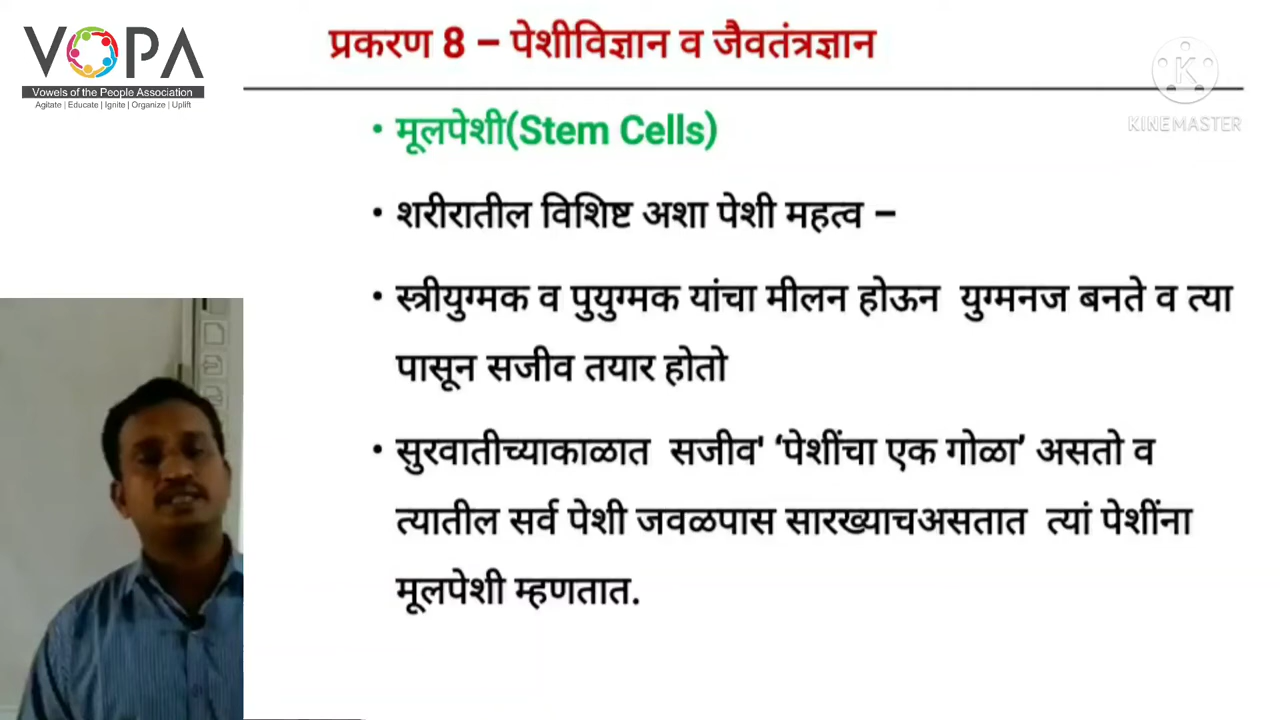 VOPA
Vowels of the People Association
Agitate | Educate | Ignite | Organize | Uplift
प्रकरण 8 – पेशीविज्ञान व जैवतंत्रज्ञान
K
KINEMASTER
• मूलपेशी(Stem Cells)
• शरीरातील विशिष्ट अशा पेशी महत्व –
• स्त्रीयुग्मक व पुयुग्मक यांचा मीलन होऊन युग्मनज बनते व त्या
पासून सजीव तयार होतो
• सुरवातीच्याकाळात सजीव' ‘पेशींचा एक गोळा’ असतो व
त्यातील सर्व पेशी जवळपास सारख्याचअसतात त्यां पेशींना
मूलपेशी म्हणतात.